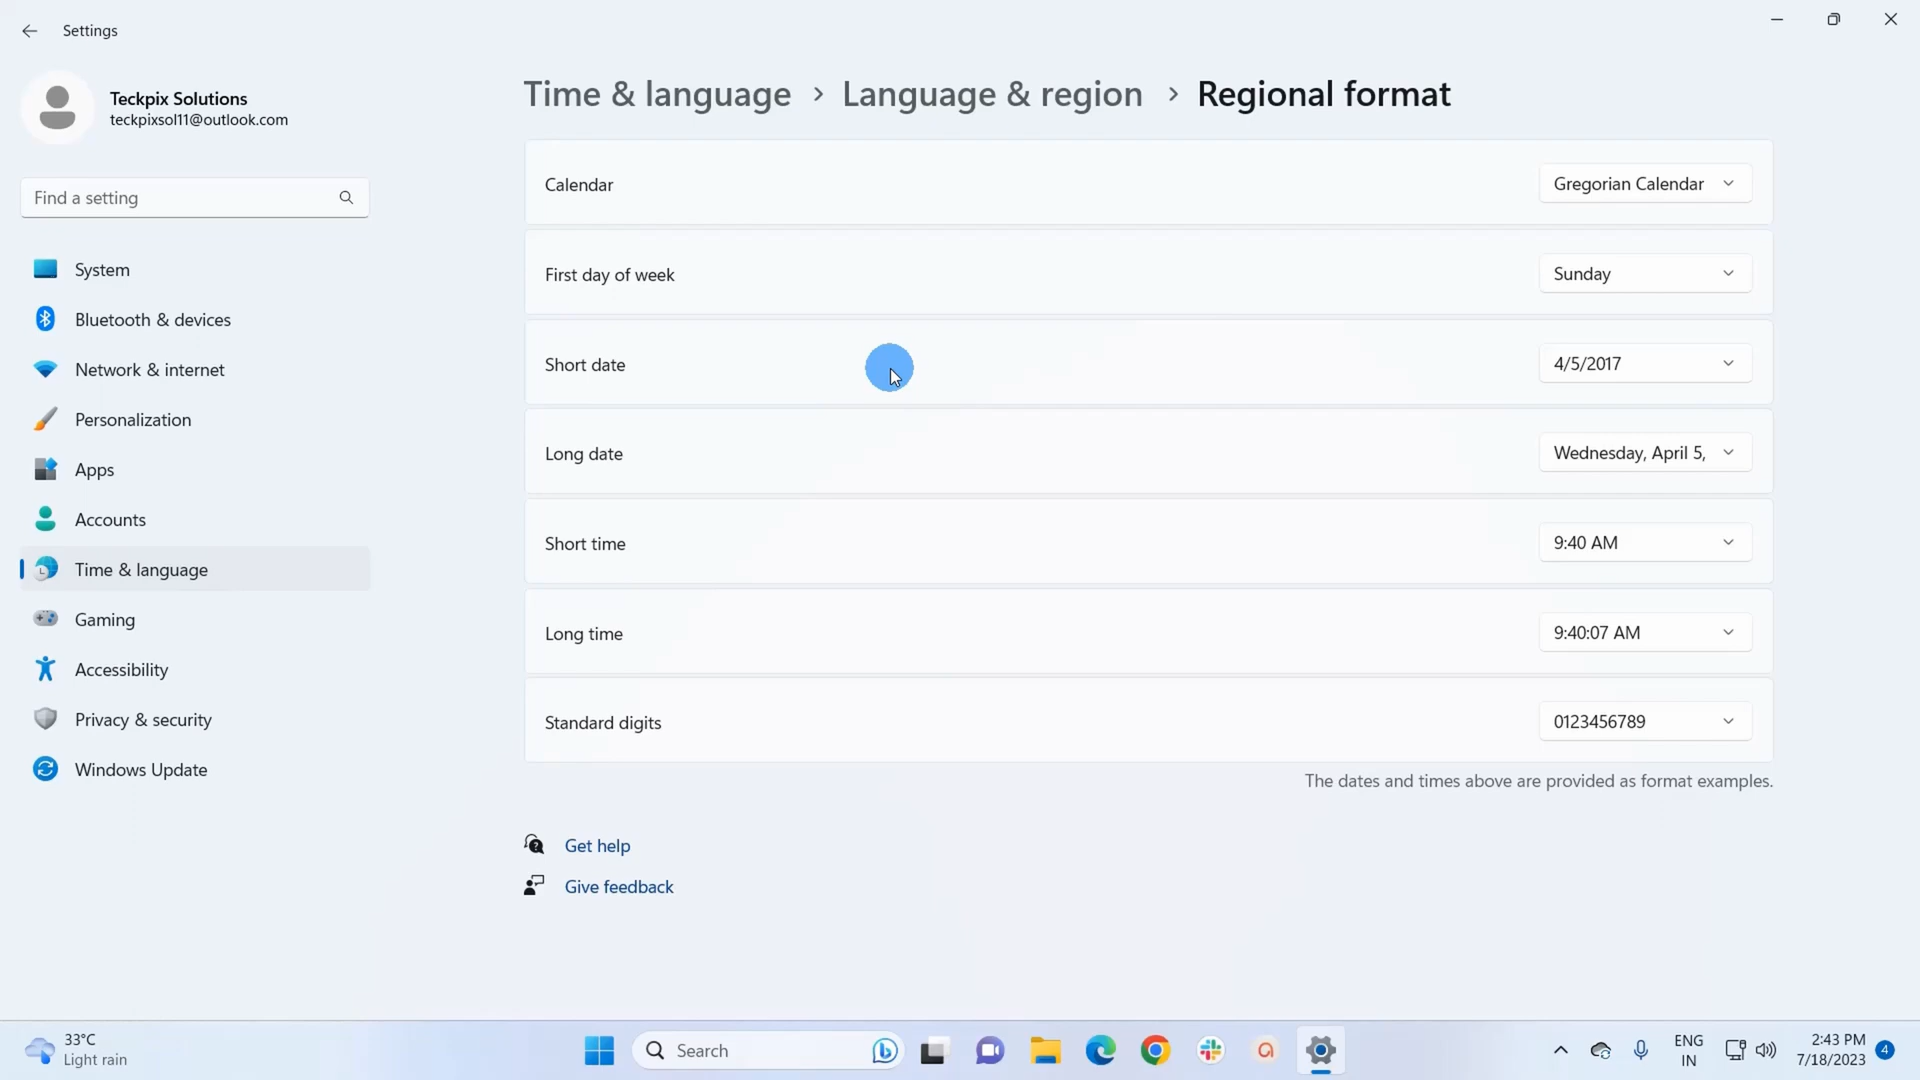 Settings
Teckpix Solutions
teckpixsol11@outlook.com
Find a setting
System
Bluetooth & devices
Network & internet
Personalization
Apps
Accounts
Time & language
Gaming
Accessibility
Privacy & security
Windows Update
Time & language > Language & region > Regional format
Calendar
Gregorian Calendar
First day of week
Sunday
Short date
4/5/2017
Long date
Wednesday, April 5,
Short time
9:40 AM
Long time
9:40:07 AM
Standard digits
0123456789
The dates and times above are provided as format examples.
Get help
Give feedback
33°C
Light rain
Search
ENG
IN
2:43 PM
7/18/2023
4